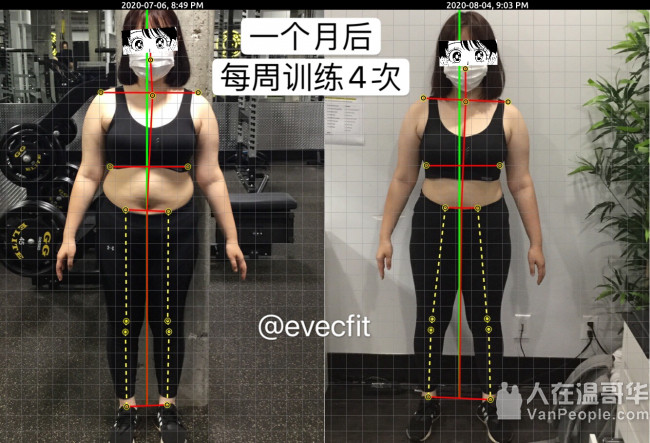 2020-07-06, 8:49 PM
2020-08-04, 9:03 PM
一个月后
每周训练4次
@evecfit
人在温哥华
VanPeople.com